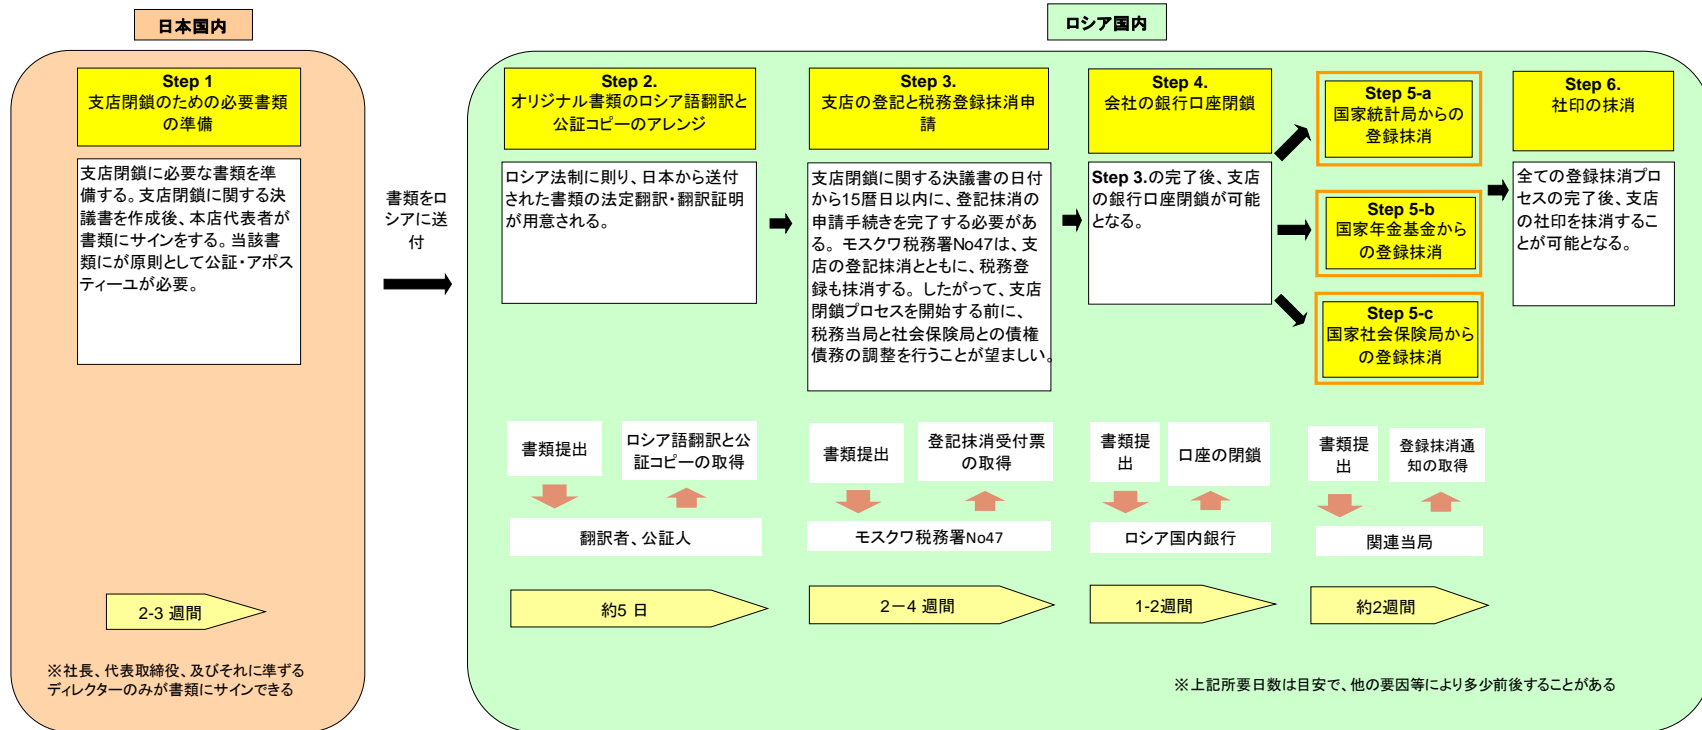 日本国内
Step 1
支店閉鎖のための必要書類
の準備
支店閉鎖に必要な書類を準
備する。支店閉鎖に関する決
議書を作成後、本店代表者が
書類にサインをする。当該書
類にが原則として公証・アポス
ティーユが必要。
2-3 週間
※社長、代表取締役、及びそれに準ずる
ディレクターのみが書類にサインできる
書類をロ
シアに送
付
ロシア国内
Step 2.
オリジナル書類のロシア語翻訳と
公証コピーのアレンジ
ロシア法制に則り、日本から送付
された書類の法定翻訳・翻訳証明
が用意される。
書類提出
ロシア語翻訳と公
証コピーの取得
翻訳者、公証人
約5 日
Step 3.
支店の登記と税務登録抹消申
請
支店閉鎖に関する決議書の日付
から15暦日以内に、登記抹消の
申請手続きを完了する必要があ
る。モスクワ税務署No47は、支
店の登記抹消とともに、税務登
録も抹消する。したがって、支店
閉鎖プロセスを開始する前に、
税務当局と社会保険局との債権
債務の調整を行うことが望ましい。
書類提出
登記抹消受付票
の取得
モスクワ税務署No47
2－4 週間
Step 4.
会社の銀行口座閉鎖
Step 3.の完了後、支店
の銀行口座閉鎖が可能
となる。
書類提
出
口座の閉鎖
ロシア国内銀行
1-2週間
Step 5-a
国家統計局からの
登録抹消
Step 5-b
国家年金基金から
の登録抹消
Step 5-c
国家社会保険局から
の登録抹消
書類提
出
登録抹消通
知の取得
関連当局
約2週間
Step 6.
社印の抹消
全ての登録抹消プロ
セスの完了後、支店
の社印を抹消するこ
とが可能となる。
※上記所要日数は目安で、他の要因等により多少前後することがある